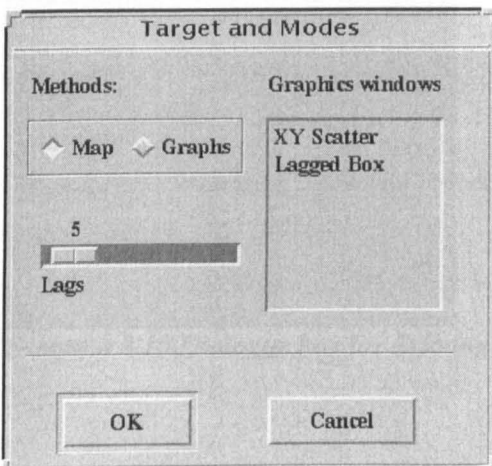 Target and Modes
Methods:
Map
Graphs
5
Lags
Graphics windows
XY Scatter
Lagged Box
OK
Cancel